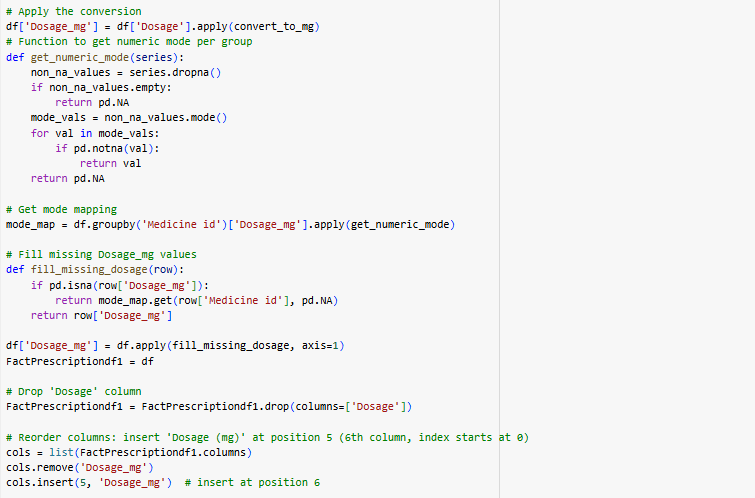 # Apply the conversion
df['Dosage_mg'] = df['Dosage'].apply(convert_to_mg)
# Function to get numeric mode per group
def get_numeric_mode(series):
    non_na_values = series.dropna()
    if non_na_values.empty:
        return pd.NA
    mode_vals = non_na_values.mode()
    for val in mode_vals:
        if pd.notna(val):
            return val
    return pd.NA

# Get mode mapping
mode_map = df.groupby('Medicine id')['Dosage_mg'].apply(get_numeric_mode)

# Fill missing Dosage_mg values
def fill_missing_dosage(row):
    if pd.isna(row['Dosage_mg']):
        return mode_map.get(row['Medicine id'], pd.NA)
    return row['Dosage_mg']

df['Dosage_mg'] = df.apply(fill_missing_dosage, axis=1)
FactPrescriptiondf1 = df

# Drop 'Dosage' column
FactPrescriptiondf1 = FactPrescriptiondf1.drop(columns=['Dosage'])

# Reorder columns: insert 'Dosage (mg)' at position 5 (6th column, index starts at 0)
cols = list(FactPrescriptiondf1.columns)
cols.remove('Dosage_mg')
cols.insert(5, 'Dosage_mg')  # insert at position 6